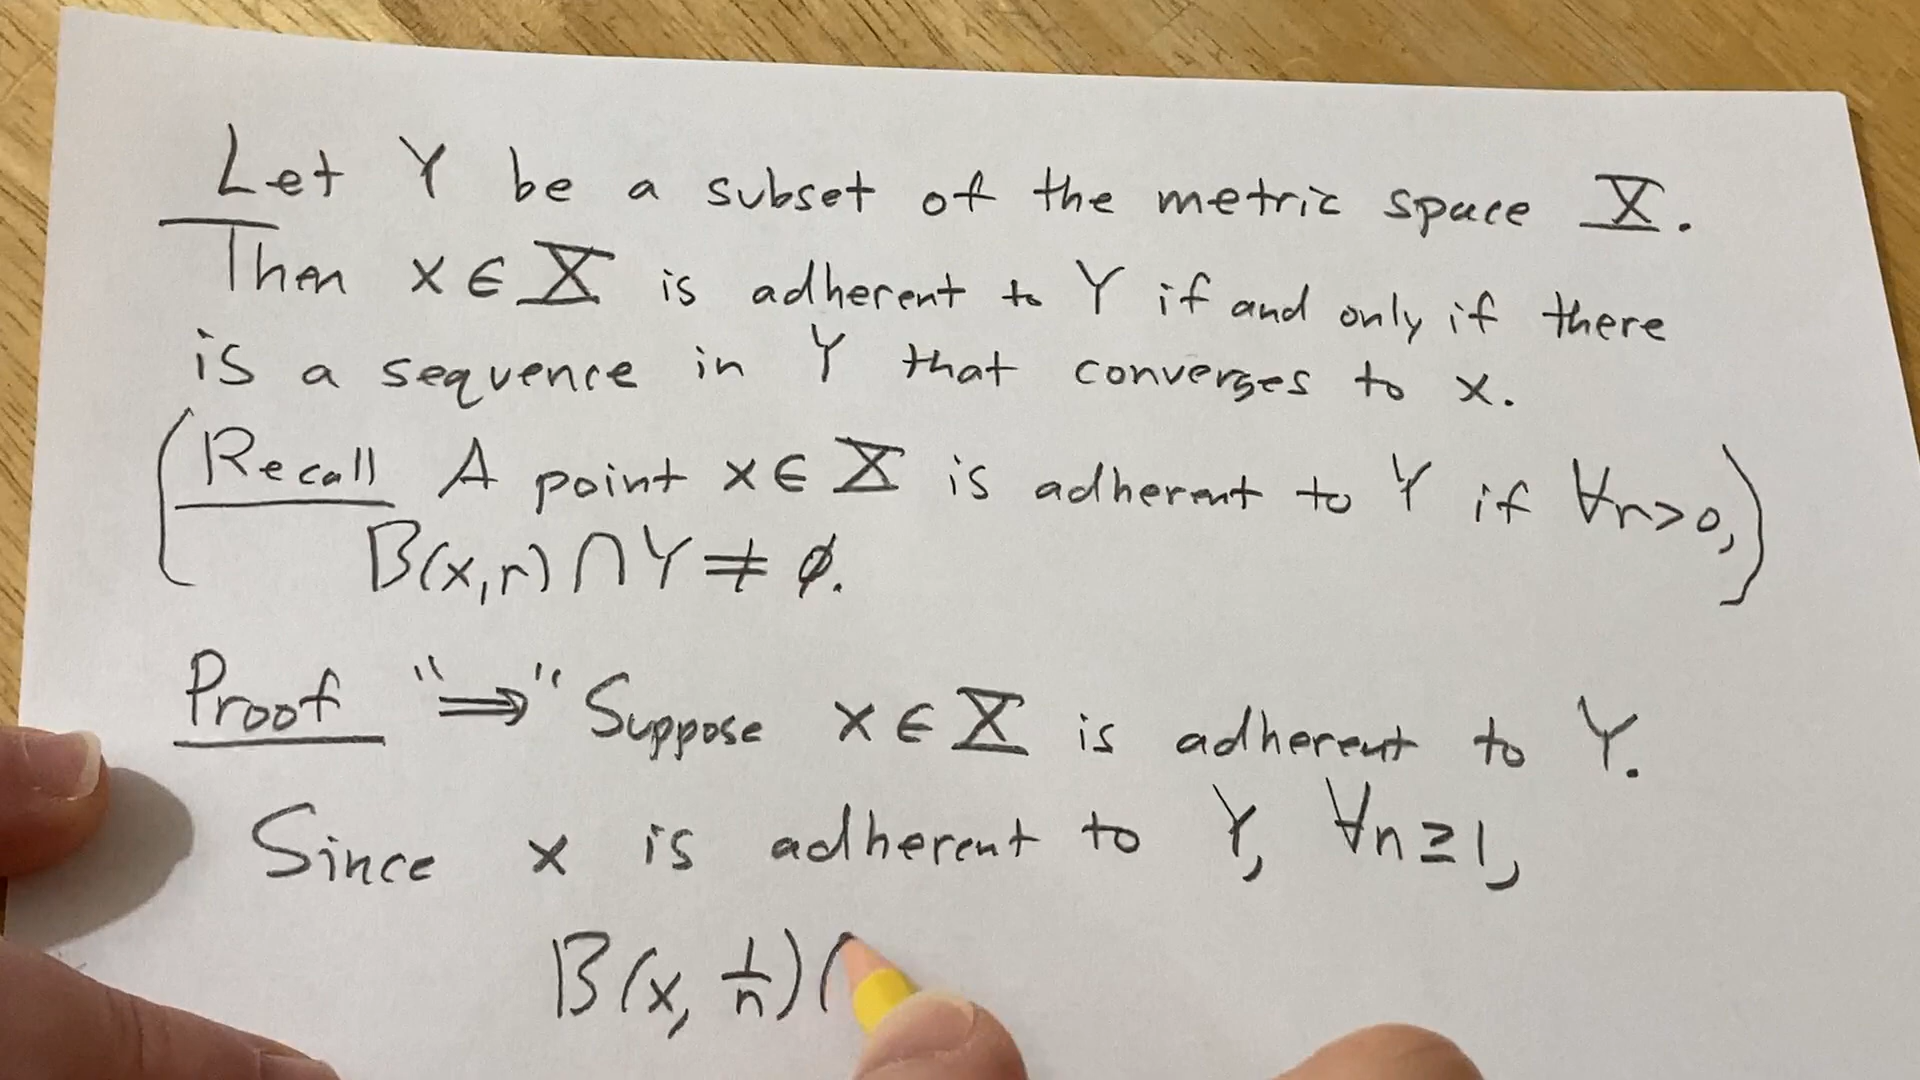 Let Y be a subset of the metric space X.
Then x ∈ X is adherent to Y if and only if there
is a sequence in Y that converges to x.
(Recall A point x ∈ X is adherent to Y if ∀r>0,)
B(x,r) ∩ Y ≠ ∅.
Proof "⟹" Suppose x ∈ X is adherent to Y.
Since x is adherent to Y, ∀n≥1,
B(x, 1/n)